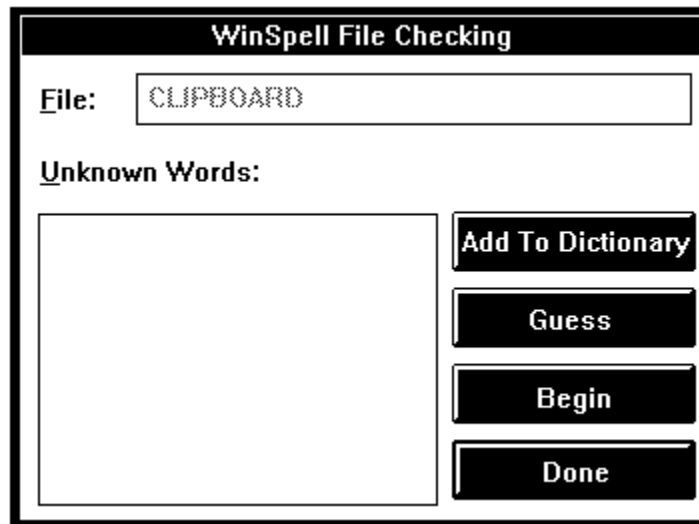 WinSpell File Checking
File: CLIPBOARD
Unknown Words:
Add To Dictionary
Guess
Begin
Done